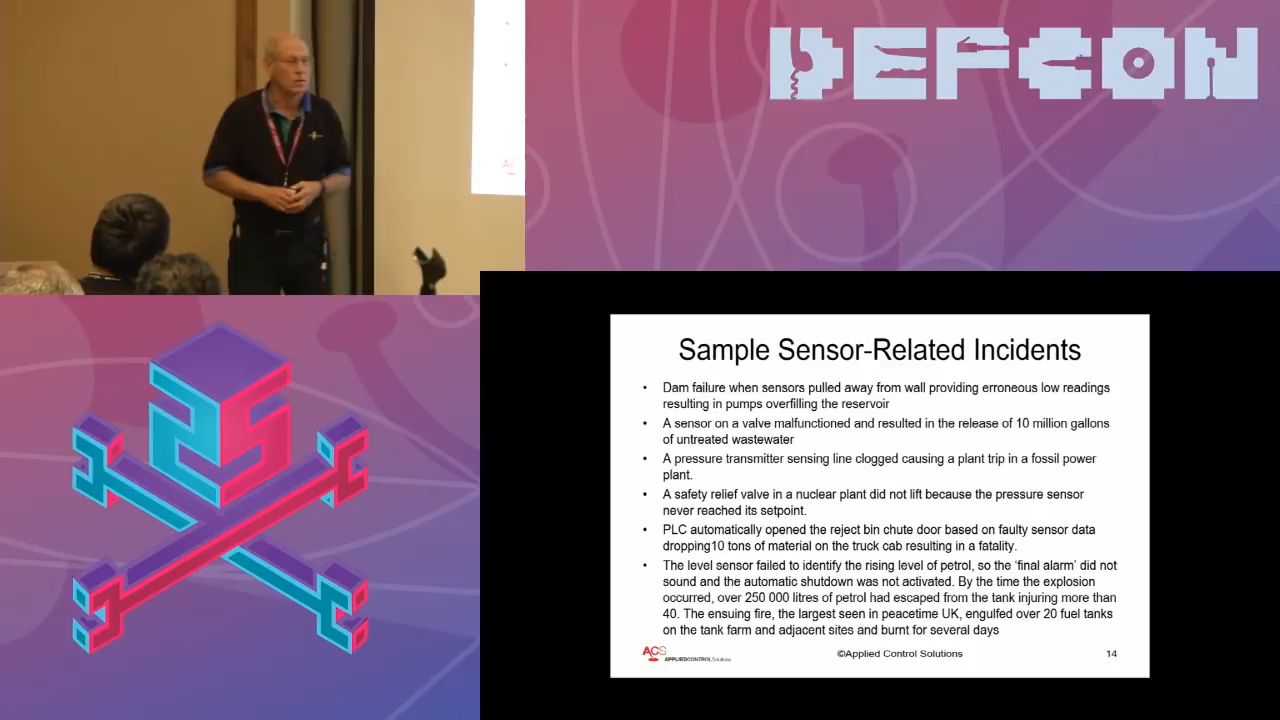 DEFCON
Sample Sensor-Related Incidents
• Dam failure when sensors pulled away from wall providing erroneous low readings
resulting in pumps overfilling the reservoir
• A sensor on a valve malfunctioned and resulted in the release of 10 million gallons
of untreated wastewater
• A pressure transmitter sensing line clogged causing a plant trip in a fossil power
plant.
• A safety relief valve in a nuclear plant did not lift because the pressure sensor
never reached its setpoint.
• PLC automatically opened the reject bin chute door based on faulty sensor data
dropping10 tons of material on the truck cab resulting in a fatality.
• The level sensor failed to identify the rising level of petrol, so the ‘final alarm’ did not
sound and the automatic shutdown was not activated. By the time the explosion
occurred, over 250 000 litres of petrol had escaped from the tank injuring more than
40. The ensuing fire, the largest seen in peacetime UK, engulfed over 20 fuel tanks
on the tank farm and adjacent sites and burnt for several days
ACS APPLIEDCONTROLSolutions
©Applied Control Solutions
14